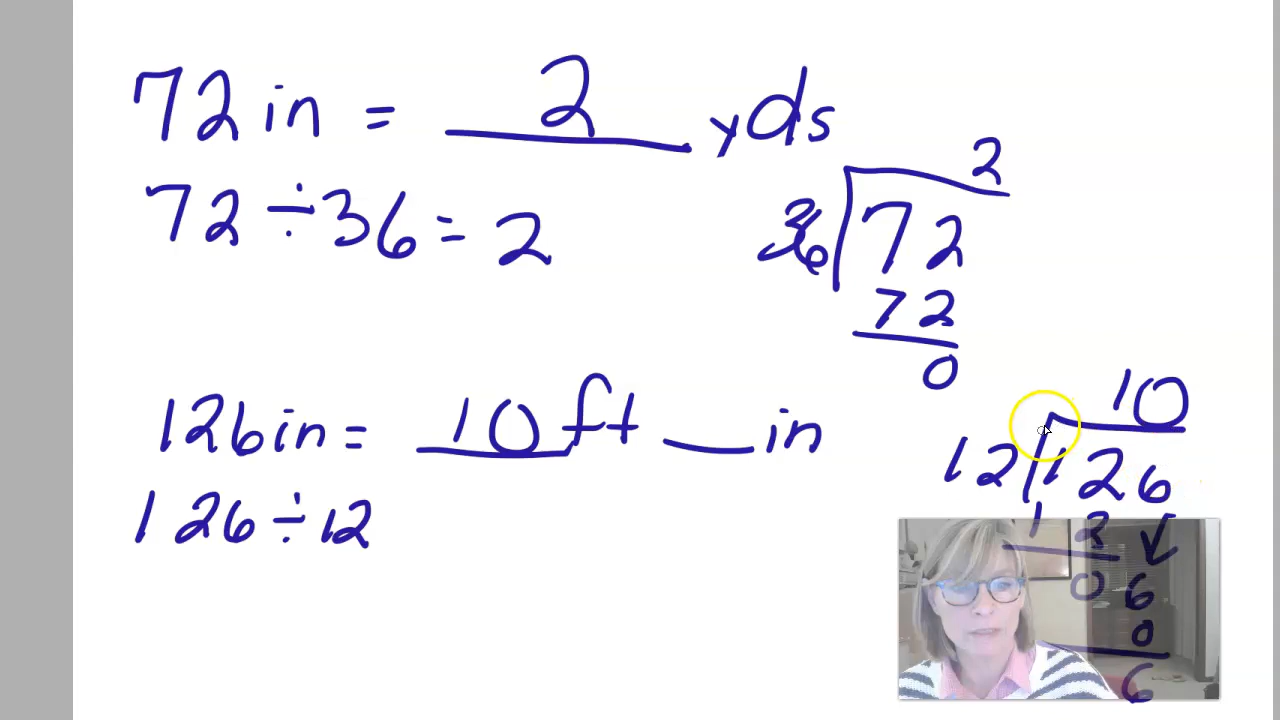 72 in = 2 yds
72 ÷ 36 = 2
2
36 72
72
0
126 in = 10 ft __ in
126 ÷ 12
10
12 126
12
06
0
6